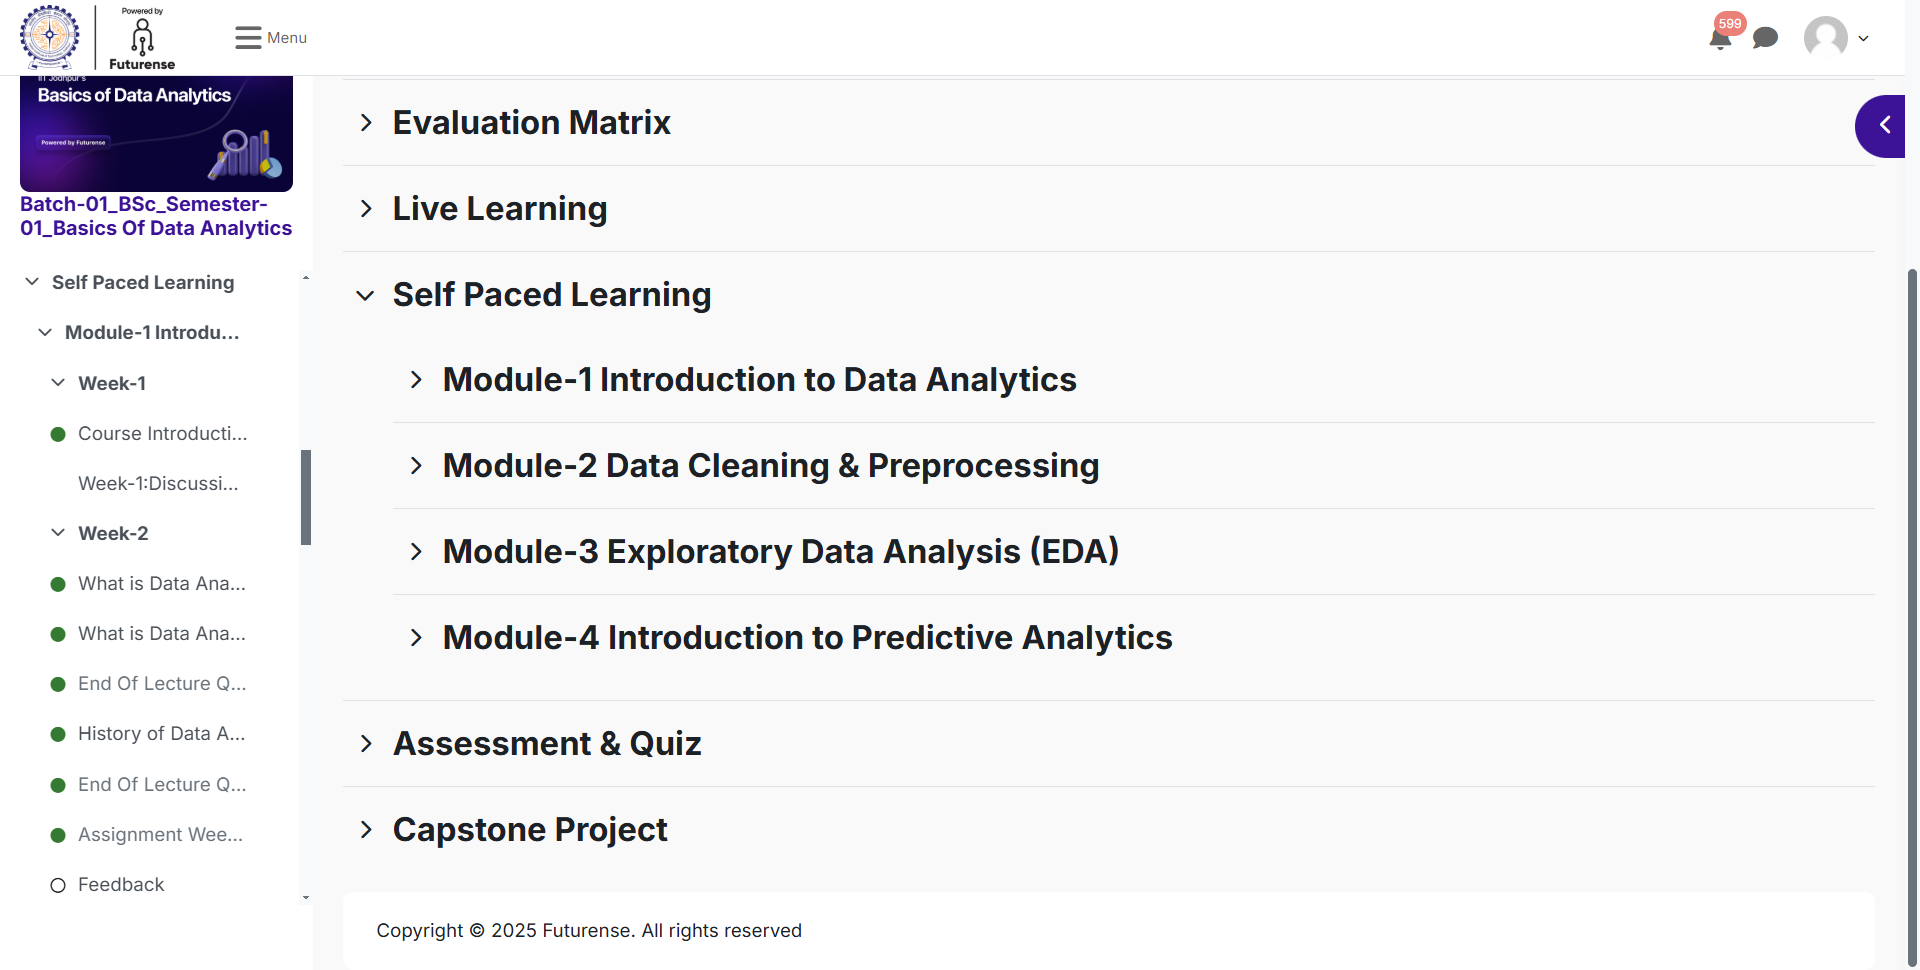 Powered by
Futurense
Menu
599
IIT Jodhpur's
Basics of Data Analytics
Powered by Futurense
Batch-01_BSc_Semester-
01_Basics Of Data Analytics
Self Paced Learning
Module-1 Introdu...
Week-1
Course Introducti...
Week-1:Discussi...
Week-2
What is Data Ana...
What is Data Ana...
End Of Lecture Q...
History of Data A...
End Of Lecture Q...
Assignment Wee...
Feedback
Evaluation Matrix
Live Learning
Self Paced Learning
Module-1 Introduction to Data Analytics
Module-2 Data Cleaning & Preprocessing
Module-3 Exploratory Data Analysis (EDA)
Module-4 Introduction to Predictive Analytics
Assessment & Quiz
Capstone Project
Copyright © 2025 Futurense. All rights reserved